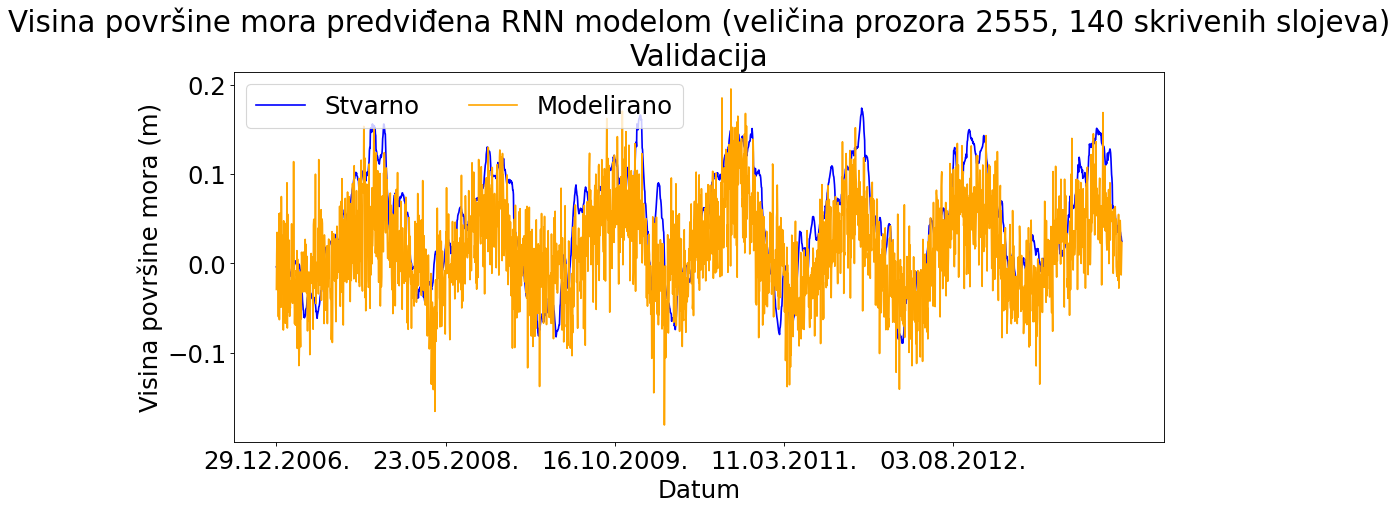 Visina površine mora predviđena RNN modelom (veličina prozora 2555, 140 skrivenih slojeva)
Validacija
Stvarno
Modelirano
Visina površine mora (m)
0.2
0.1
0.0
−0.1
29.12.2006.
23.05.2008.
16.10.2009.
11.03.2011.
03.08.2012.
Datum